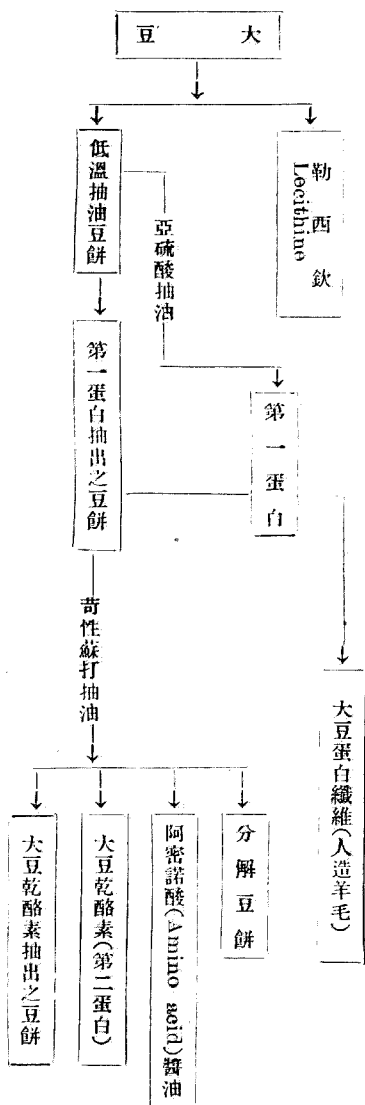 大豆
勒西欽
Lecithine
低溫抽油豆餅
亞硫酸抽油
第一蛋白
第一蛋白抽出之豆餅
大豆蛋白纖維(人造羊毛)
苛性蘇打抽油
分解豆餅
阿密諾酸(Amino acid)醬油
大豆乾酪素(第二蛋白)
大豆乾酪素抽出之豆餅